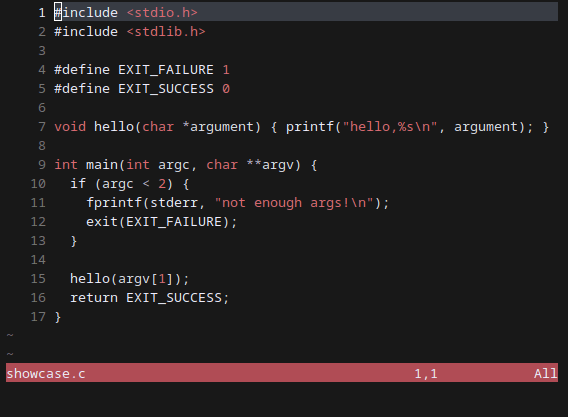 1 #include <stdio.h>
2 #include <stdlib.h>
3
4 #define EXIT_FAILURE 1
5 #define EXIT_SUCCESS 0
6
7 void hello(char *argument) { printf("hello,%s\n", argument); }
8
9 int main(int argc, char **argv) {
10   if (argc < 2) {
11     fprintf(stderr, "not enough args!\n");
12     exit(EXIT_FAILURE);
13   }
14
15   hello(argv[1]);
16   return EXIT_SUCCESS;
17 }
~
~
showcase.c 1,1 All